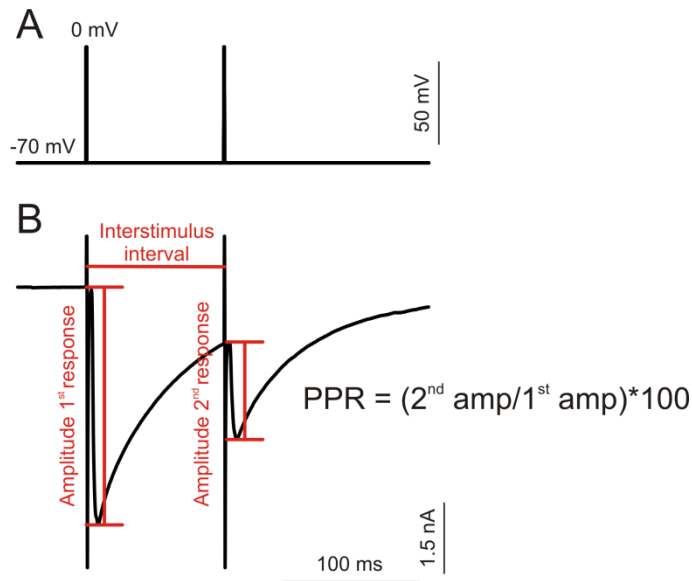 A
0 mV
-70 mV
50 mV
B
Interstimulus
interval
Amplitude 1st response
Amplitude 2nd response
PPR = (2nd amp/1st amp)*100
1.5 nA
100 ms